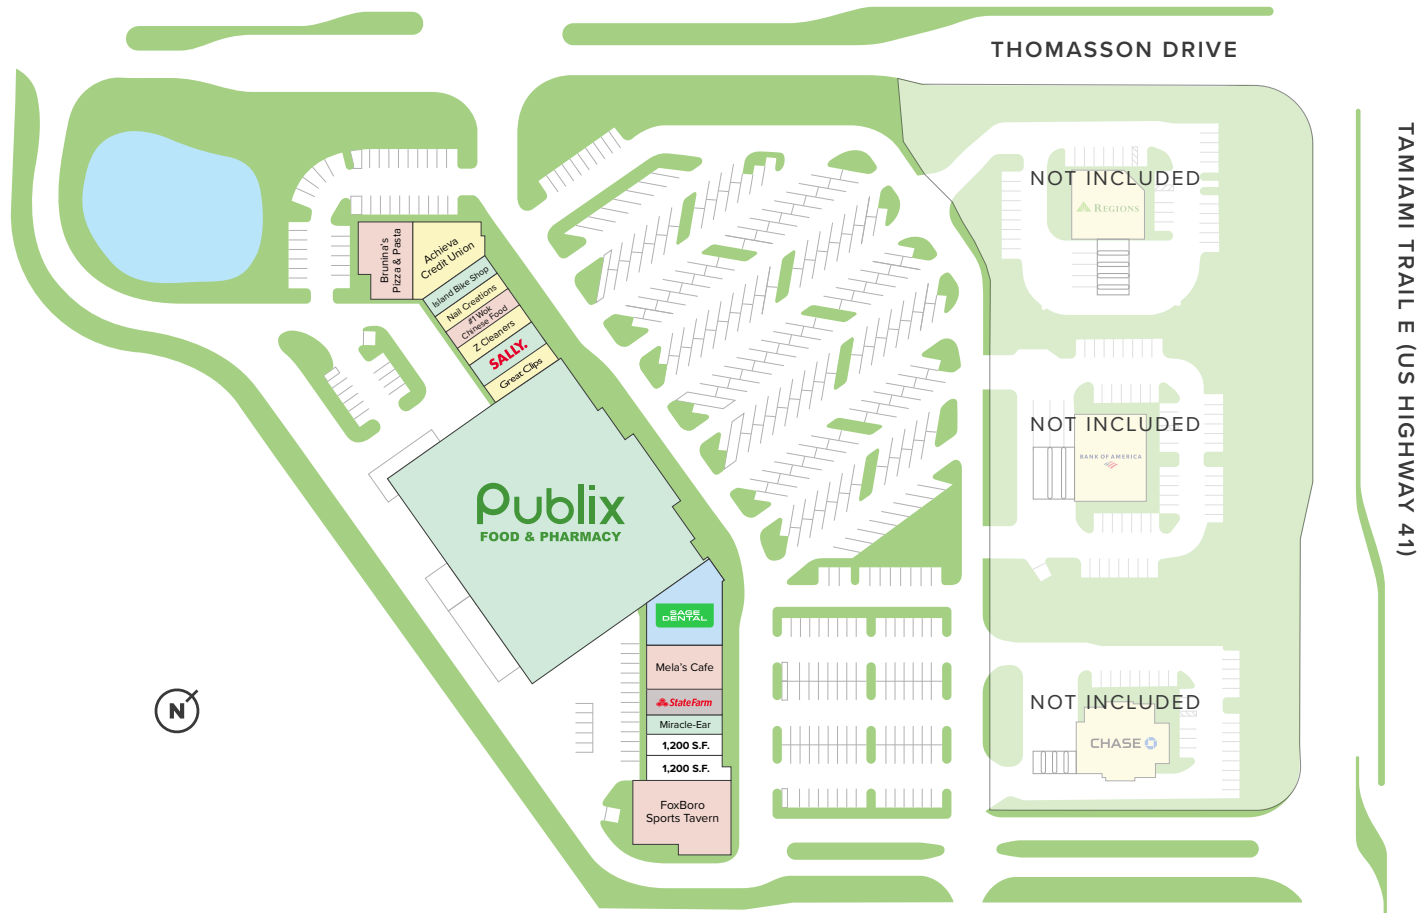 THOMASSON DRIVE
TAMIAMI TRAIL E (US HIGHWAY 41)
NOT INCLUDED
REGIONS
Brunina's
Pizza & Pasta
Achieva
Credit Union
Island Bike Shop
Nail Creations
#1 Wok
Chinese Food
Z Cleaners
SALLY.
Great Clips
NOT INCLUDED
BANK OF AMERICA
Publix
FOOD & PHARMACY
SAGE
DENTAL
Mela's Cafe
StateFarm
Miracle-Ear
1,200 S.F.
1,200 S.F.
FoxBoro
Sports Tavern
NOT INCLUDED
CHASE
N